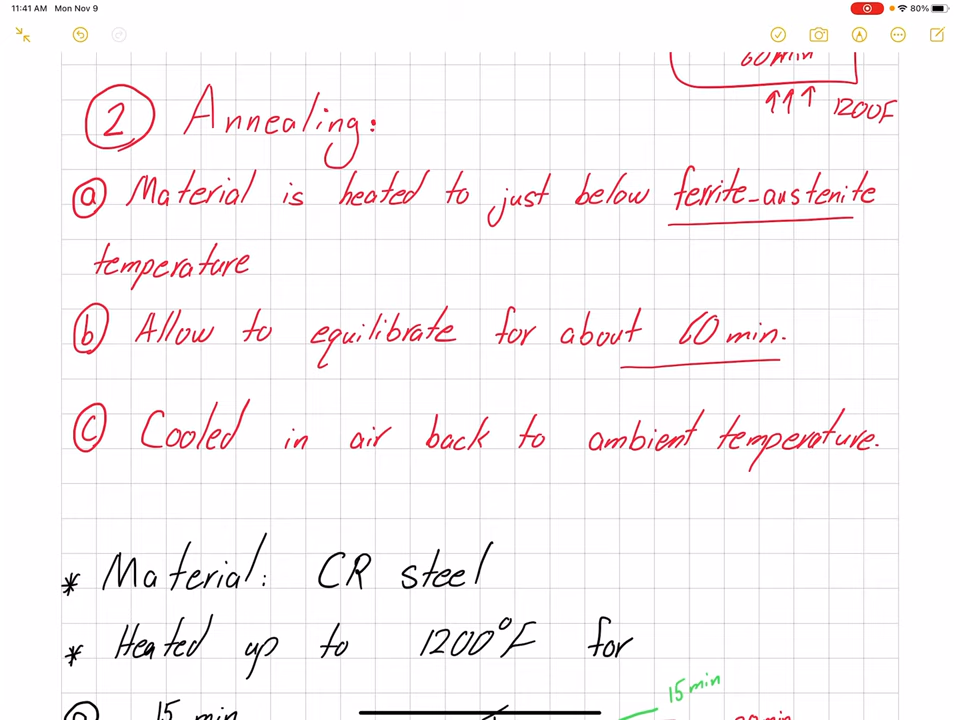 11:41 AM Mon Nov 9
80%
60 min
1200F
2 Annealing:
a Material is heated to just below ferrite-austenite
temperature
b Allow to equilibrate for about 60 min.
c Cooled in air back to ambient temperature.
* Material: CR steel
* Heated up to 1200°F for
15 min
15 min